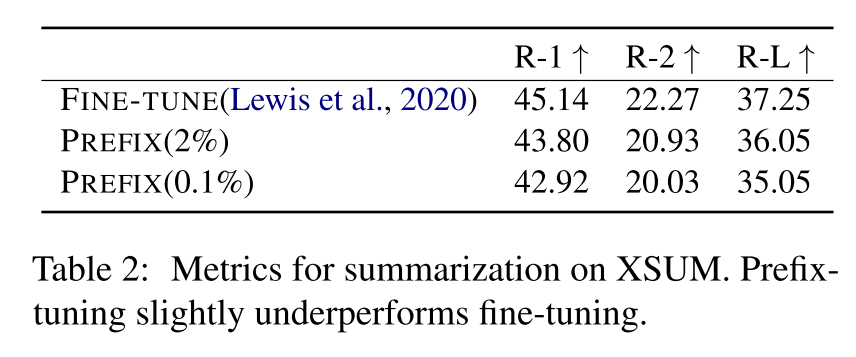 R-1 ↑ R-2 ↑ R-L ↑
FINE-TUNE(Lewis et al., 2020) 45.14 22.27 37.25
PREFIX(2%) 43.80 20.93 36.05
PREFIX(0.1%) 42.92 20.03 35.05
Table 2: Metrics for summarization on XSUM. Prefix-
tuning slightly underperforms fine-tuning.